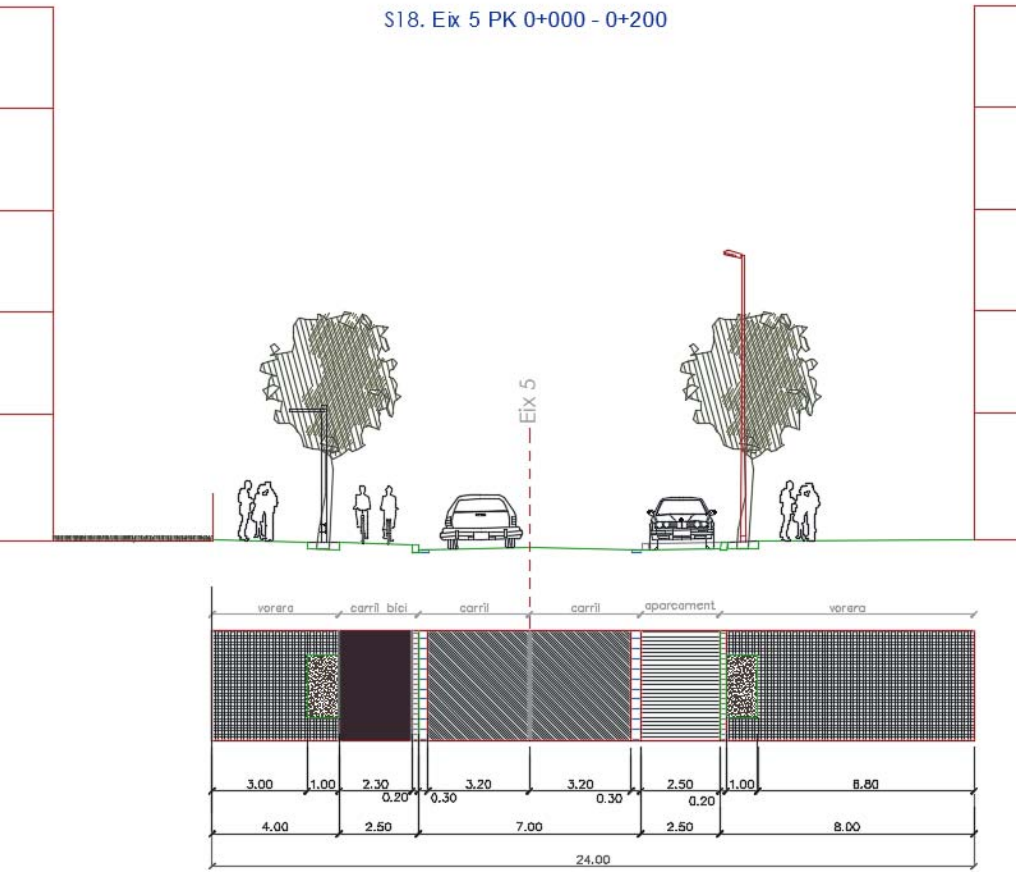 S18. Eix 5 PK 0+000 - 0+200
Eix 5
vorera carril bici carril carril aparcament vorera
3.00 1.00 2.30 3.20 3.20 2.50 1.00 6.80
0.20 0.30 0.30 0.20
4.00 2.50 7.00 2.50 8.00
24.00